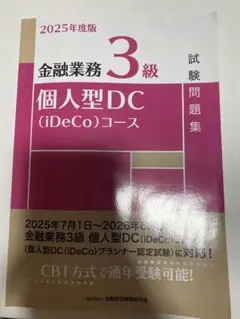 2025年度版
金融業務3級
個人型DC
(iDeCo)コース
試験問題集
2025年7月1日~2026年
金融業務3級 個人型DC(iDeCo)
(旧・個人型DC(iDeCo)プランナー認定試験)に対応!
CBT方式で通年受験可能!